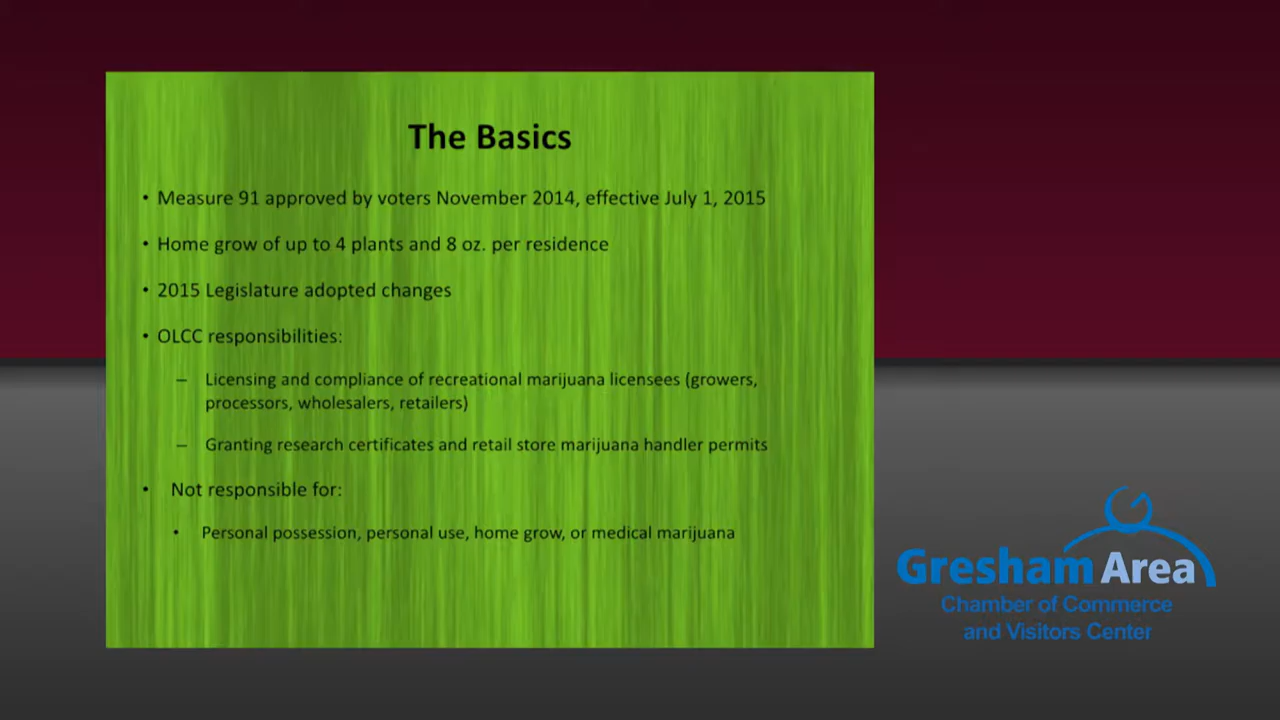 The Basics
• Measure 91 approved by voters November 2014, effective July 1, 2015
• Home grow of up to 4 plants and 8 oz. per residence
• 2015 Legislature adopted changes
• OLCC responsibilities:
– Licensing and compliance of recreational marijuana licensees (growers,
processors, wholesalers, retailers)
– Granting research certificates and retail store marijuana handler permits
• Not responsible for:
• Personal possession, personal use, home grow, or medical marijuana
Gresham Area
Chamber of Commerce
and Visitors Center